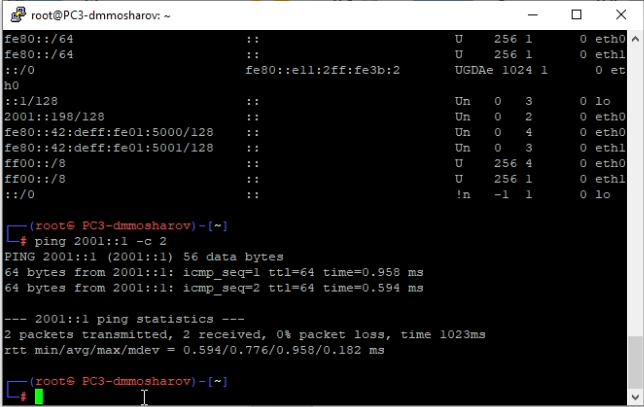 root@PC3-dmmosharov: ~
fe80::/64 :: U 256 1 0 eth0
fe80::/64 :: U 256 1 0 eth1
::/0 fe80::e11:2ff:fe3b:2 UGDAe 1024 1 0 et
h0
::1/128 :: Un 0 3 0 lo
2001::198/128 :: Un 0 2 0 eth0
fe80::42:deff:fe01:5000/128 :: Un 0 4 0 eth0
fe80::42:deff:fe01:5001/128 :: Un 0 3 0 eth1
ff00::/8 :: U 256 4 0 eth0
ff00::/8 :: U 256 1 0 eth1
::/0 :: !n -1 1 0 lo
┌──(root㉿ PC3-dmmosharov)-[~]
└─# ping 2001::1 -c 2
PING 2001::1 (2001::1) 56 data bytes
64 bytes from 2001::1: icmp_seq=1 ttl=64 time=0.958 ms
64 bytes from 2001::1: icmp_seq=2 ttl=64 time=0.594 ms
--- 2001::1 ping statistics ---
2 packets transmitted, 2 received, 0% packet loss, time 1023ms
rtt min/avg/max/mdev = 0.594/0.776/0.958/0.182 ms
┌──(root㉿ PC3-dmmosharov)-[~]
└─#